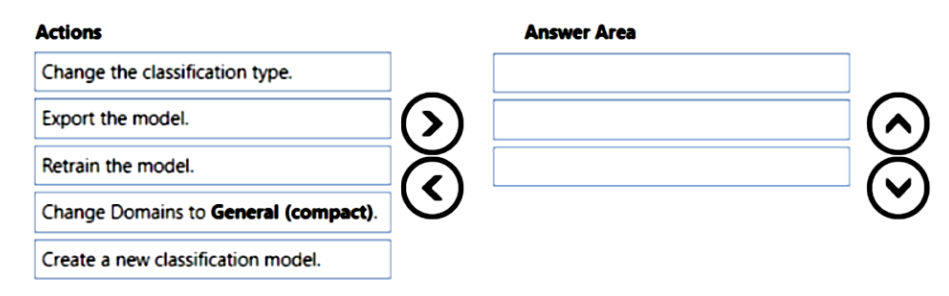 Actions
Answer Area
Change the classification type.
Export the model.
Retrain the model.
Change Domains to General (compact).
Create a new classification model.